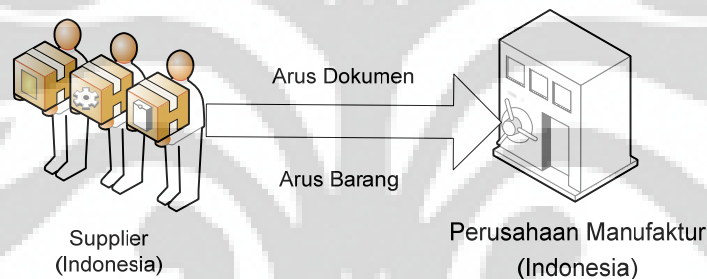 Arus Dokumen
Arus Barang
Supplier
(Indonesia)
Perusahaan Manufaktur
(Indonesia)